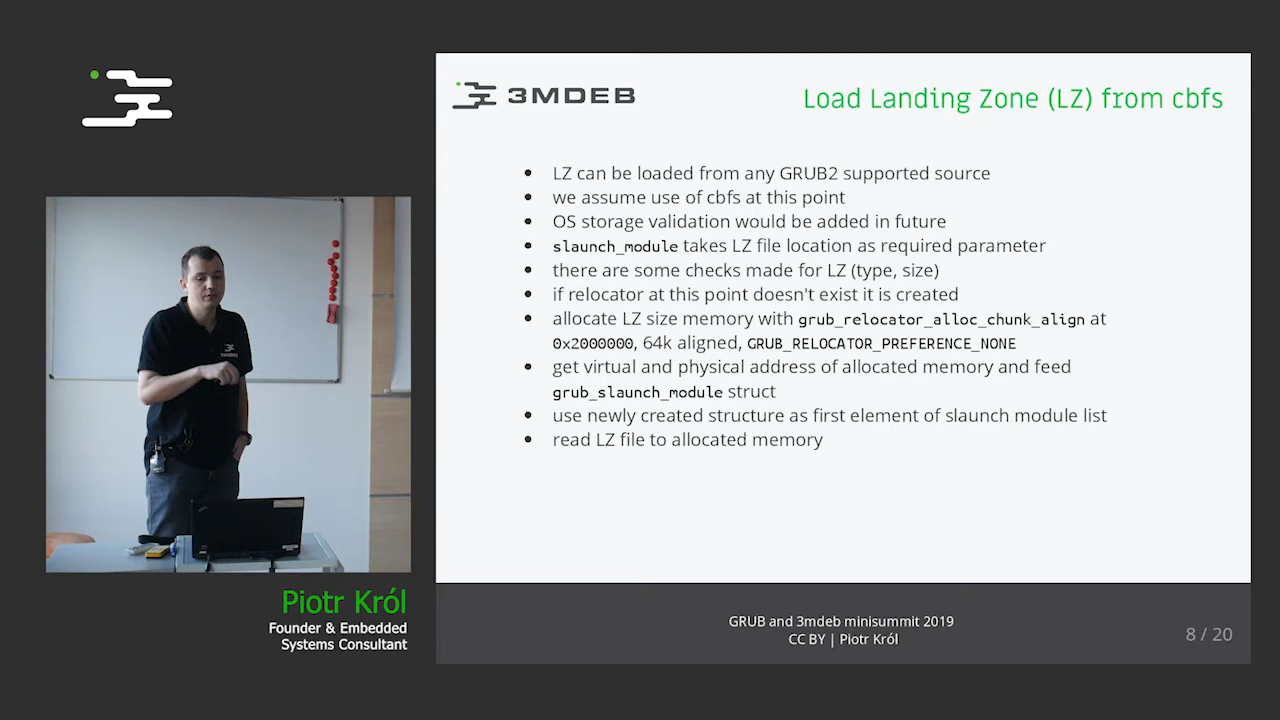 3MDEB
Load Landing Zone (LZ) from cbfs
LZ can be loaded from any GRUB2 supported source
we assume use of cbfs at this point
OS storage validation would be added in future
slaunch_module takes LZ file location as required parameter
there are some checks made for LZ (type, size)
if relocator at this point doesn't exist it is created
allocate LZ size memory with grub_relocator_alloc_chunk_align at
0x2000000, 64k aligned, GRUB_RELOCATOR_PREFERENCE_NONE
get virtual and physical address of allocated memory and feed
grub_slaunch_module struct
use newly created structure as first element of slaunch module list
read LZ file to allocated memory
3MDEB
Piotr Król
Founder & Embedded
Systems Consultant
GRUB and 3mdeb minisummit 2019
CC BY | Piotr Król
8 / 20